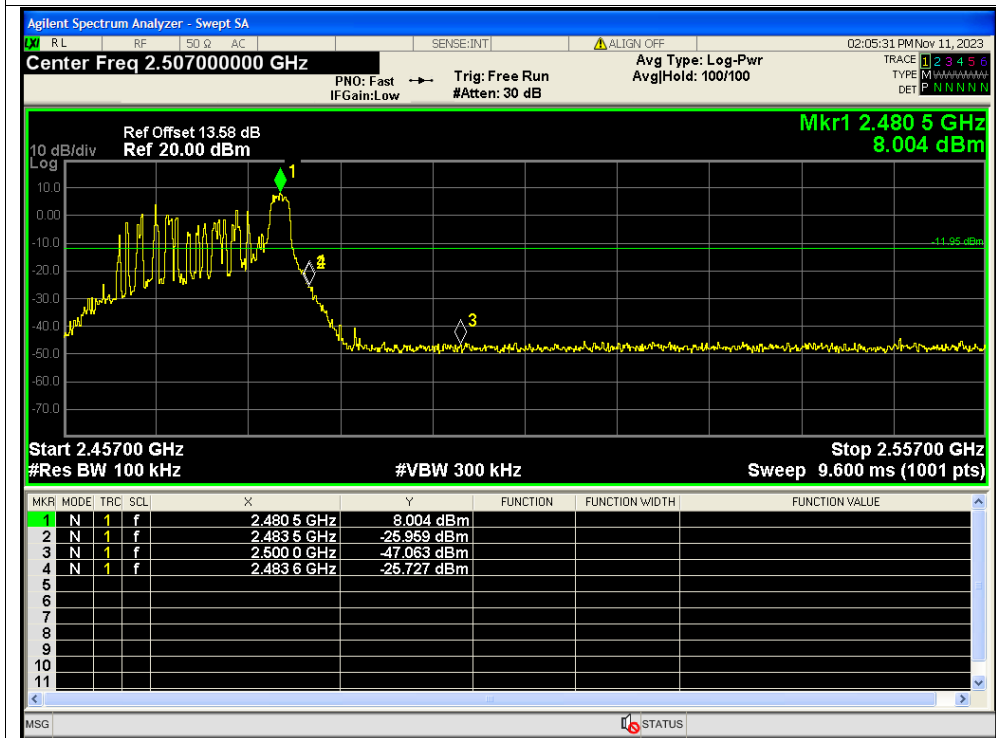 Agilent Spectrum Analyzer - Swept SA
LXI RL RF 50 Ω AC SENSE:INT ALIGN OFF 02:05:31 PM Nov 11, 2023
Center Freq 2.507000000 GHz
PNO: Fast Trig: Free Run Avg Type: Log-Pwr TRACE 1 2 3 4 5 6
IFGain:Low #Atten: 30 dB Avg|Hold: 100/100 TYPE M
DET P N N N N N
Mkr1 2.480 5 GHz
8.004 dBm
Ref Offset 13.58 dB
10 dB/div Ref 20.00 dBm
Log
1
10.0
0.00
-10.0
-11.95 dBm
-20.0
-30.0
3
-40.0
-50.0
-60.0
-70.0
Start 2.45700 GHz Stop 2.55700 GHz
#Res BW 100 kHz #VBW 300 kHz Sweep 9.600 ms (1001 pts)
MKR MODE TRC SCL X Y FUNCTION FUNCTION WIDTH FUNCTION VALUE
1 N 1 f 2.480 5 GHz 8.004 dBm
2 N 1 f 2.483 5 GHz -25.959 dBm
3 N 1 f 2.500 0 GHz -47.063 dBm
4 N 1 f 2.483 6 GHz -25.727 dBm
5
6
7
8
9
10
11
MSG STATUS